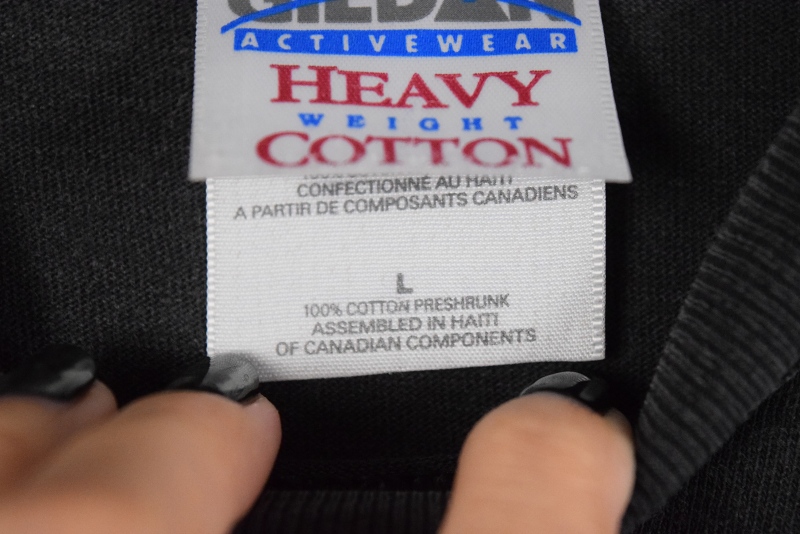 GILDAN
ACTIVEWEAR
HEAVY
WEIGHT
COTTON
CONFECTIONNÉ AU HAITI
A PARTIR DE COMPOSANTS CANADIENS
L
100% COTTON PRESHRUNK
ASSEMBLED IN HAITI
OF CANADIAN COMPONENTS